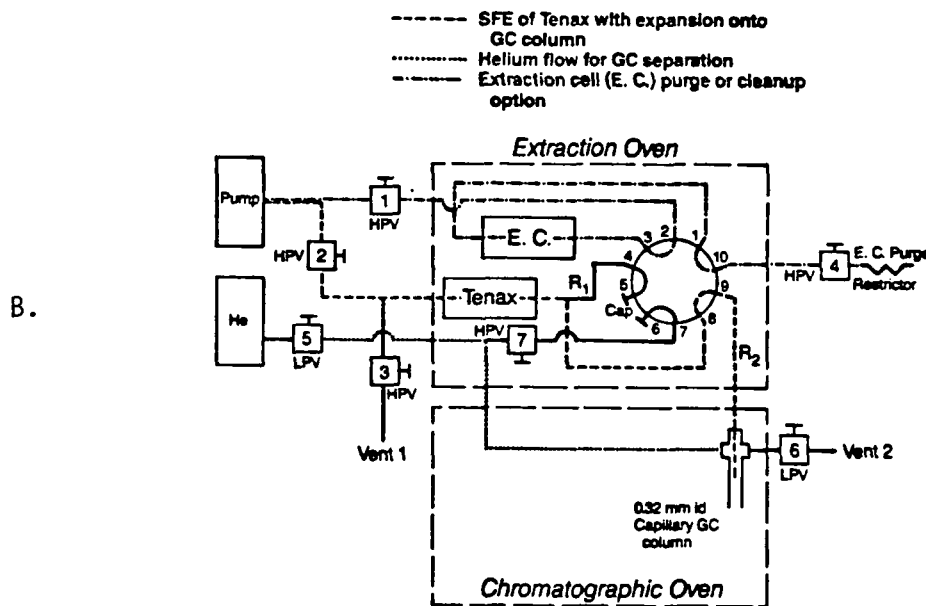 SFE of Tenax with expansion onto
GC column
Helium flow for GC separation
Extraction cell (E. C.) purge or cleanup
option
B.
Extraction Oven
Pump
1
HPV
E. C.
3
2
1
4
10
5
9
6
7
8
Cap
R1
R2
4
HPV
E. C. Purge
Restrictor
HPV
2
Tenax
He
5
LPV
HPV
7
3
HPV
Vent 1
6
LPV
Vent 2
0.32 mm id
Capillary GC
column
Chromatographic Oven